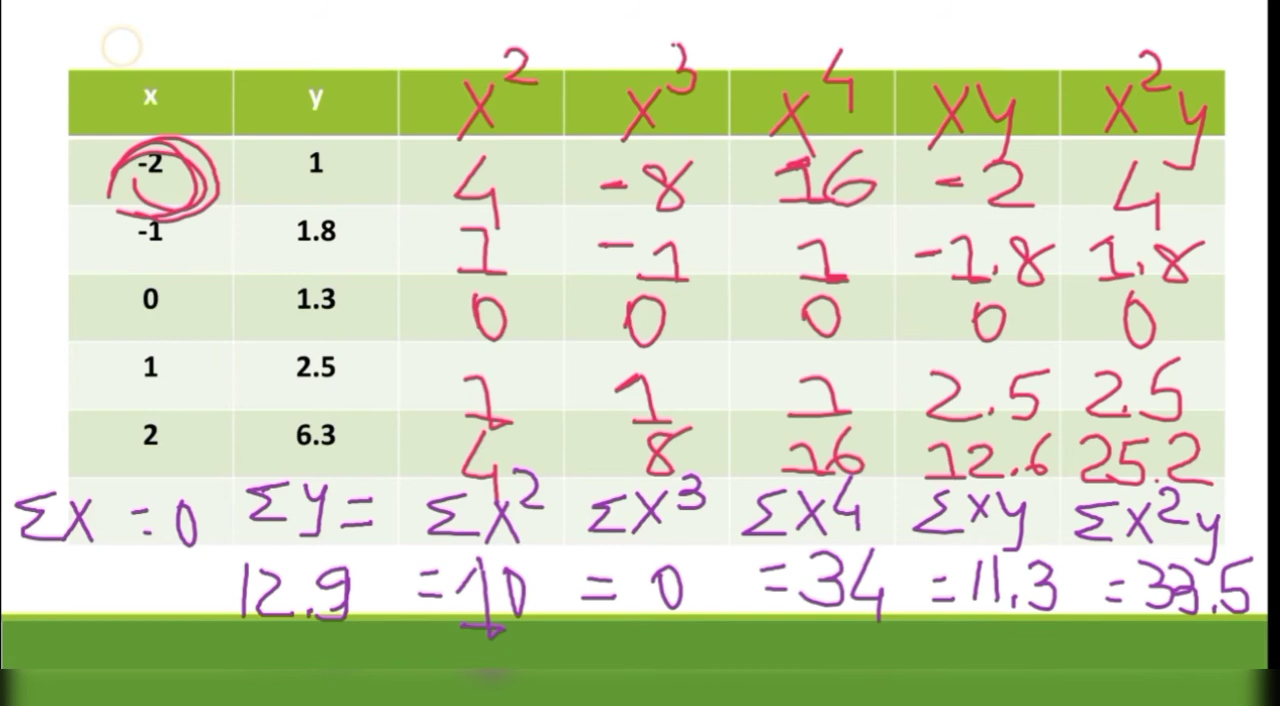 x y x² x³ x⁴ xy x²y
-2 1 4 -8 16 -2 4
-1 1.8 1 -1 1 -1.8 1.8
0 1.3 0 0 0 0 0
1 2.5 1 1 1 2.5 2.5
2 6.3 4 8 16 12.6 25.2
Σx = 0 Σy = Σx² Σx³ Σx4 Σxy Σx²y
12.9 = 10 = 0 = 34 = 11.3 = 33.5